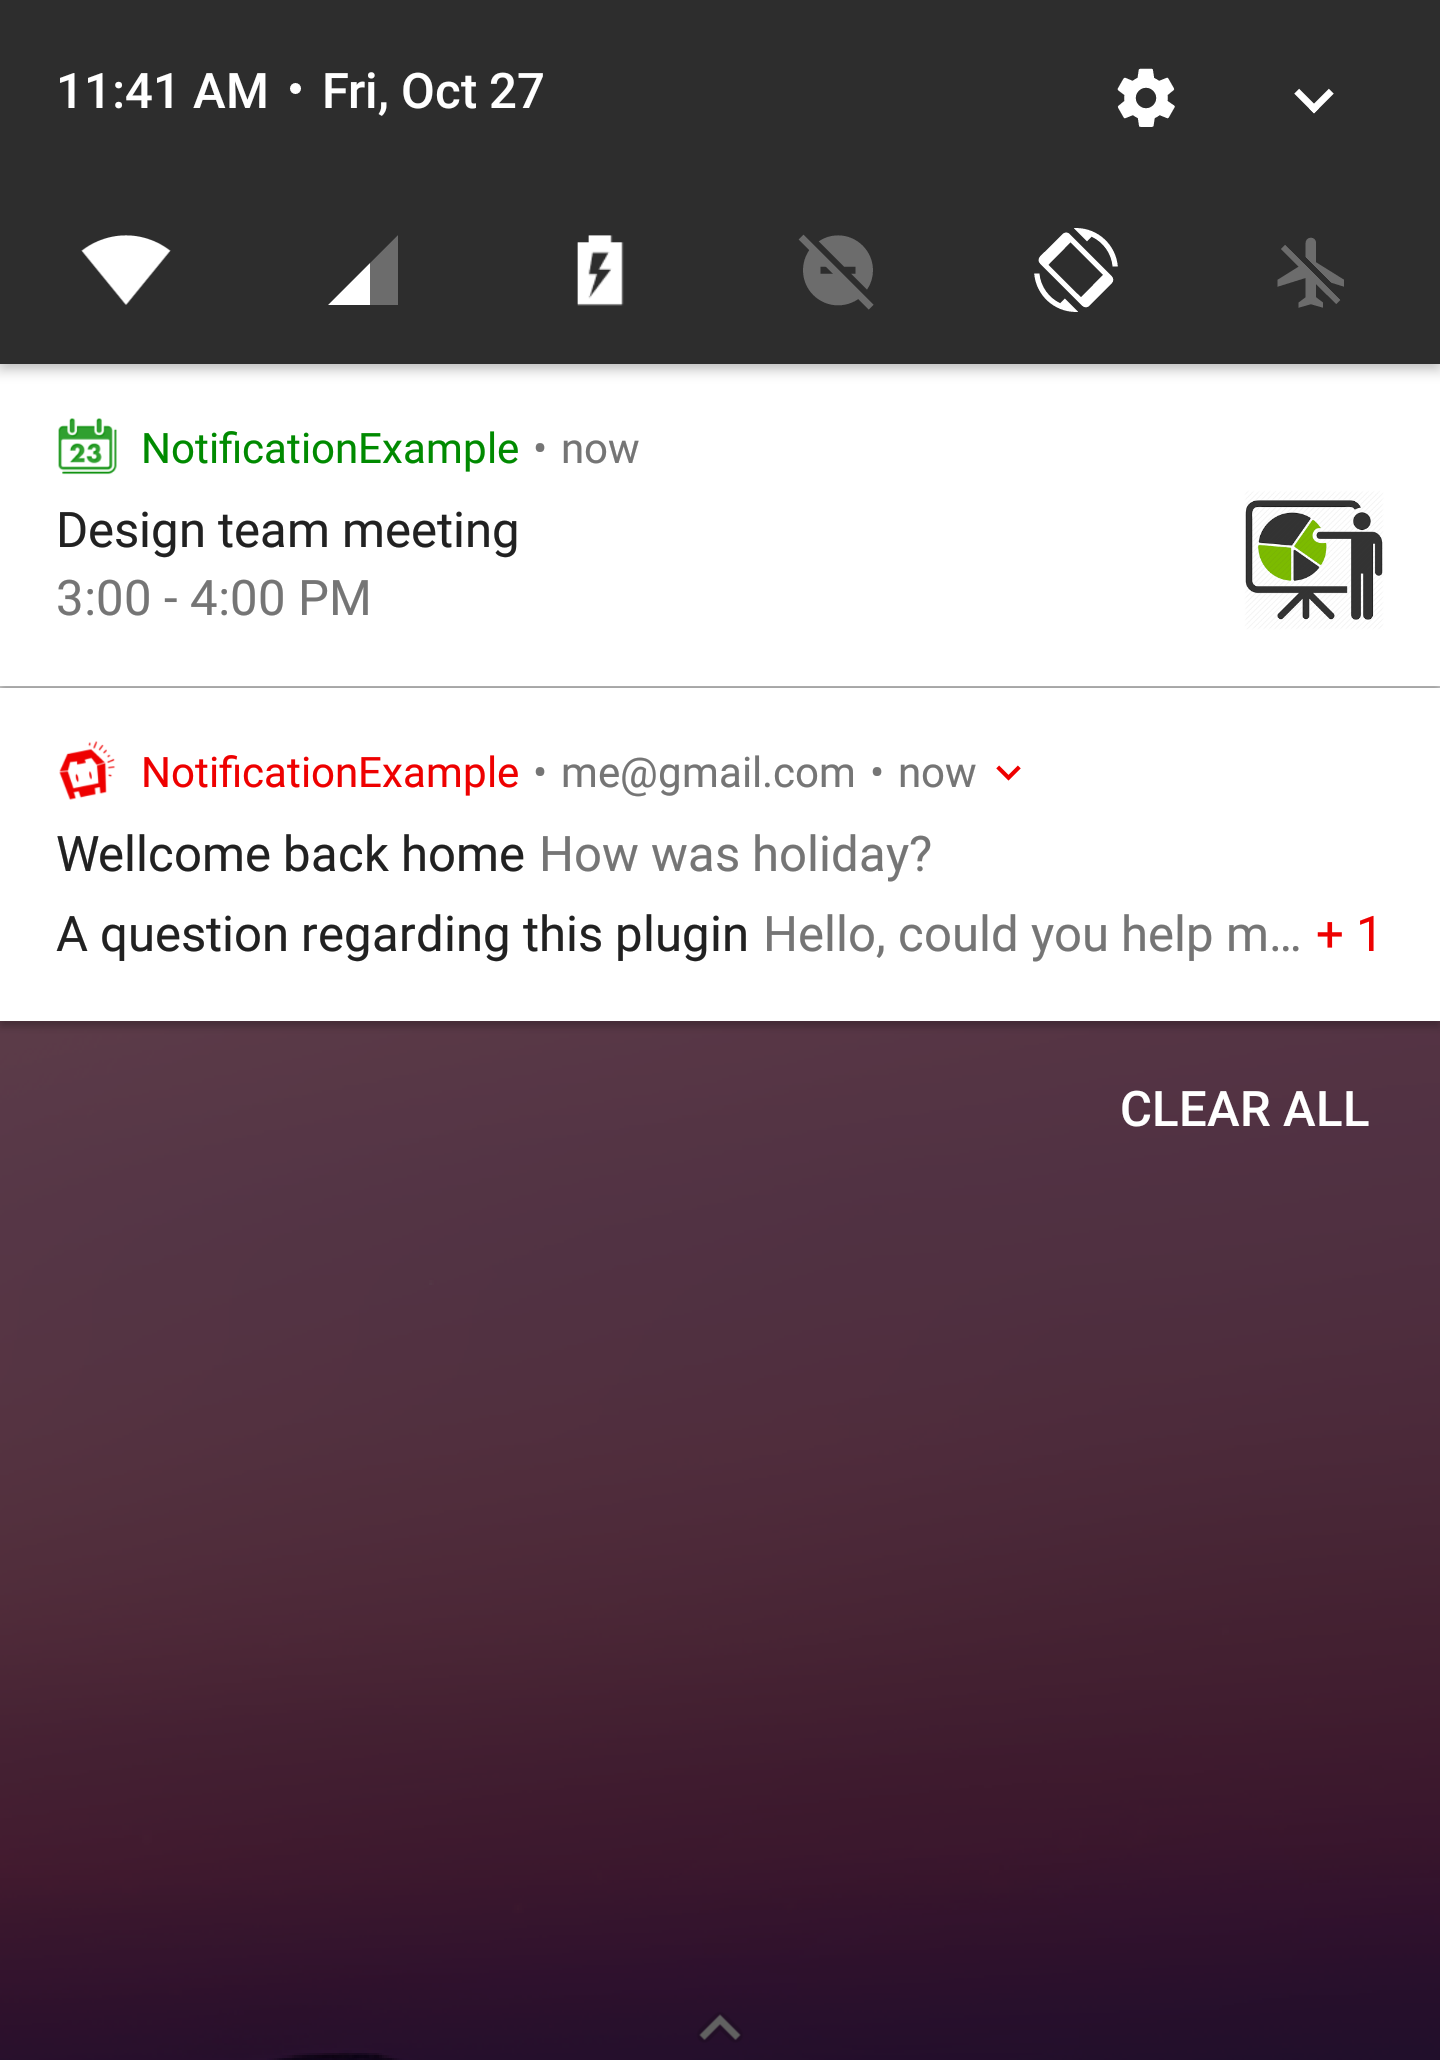 11:41 AM • Fri, Oct 27
23
NotificationExample • now
Design team meeting
3:00 - 4:00 PM
NotificationExample • me@gmail.com • now
Wellcome back home How was holiday?
A question regarding this plugin Hello, could you help m... + 1
CLEAR ALL